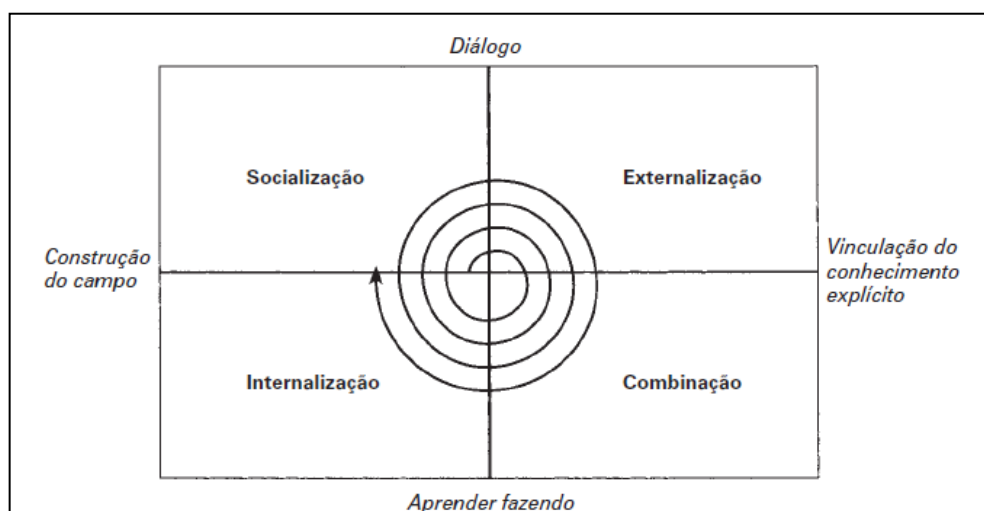 Diálogo
Socialização
Externalização
Construção
do campo
Vinculação do
conhecimento
explícito
Internalização
Combinação
Aprender fazendo